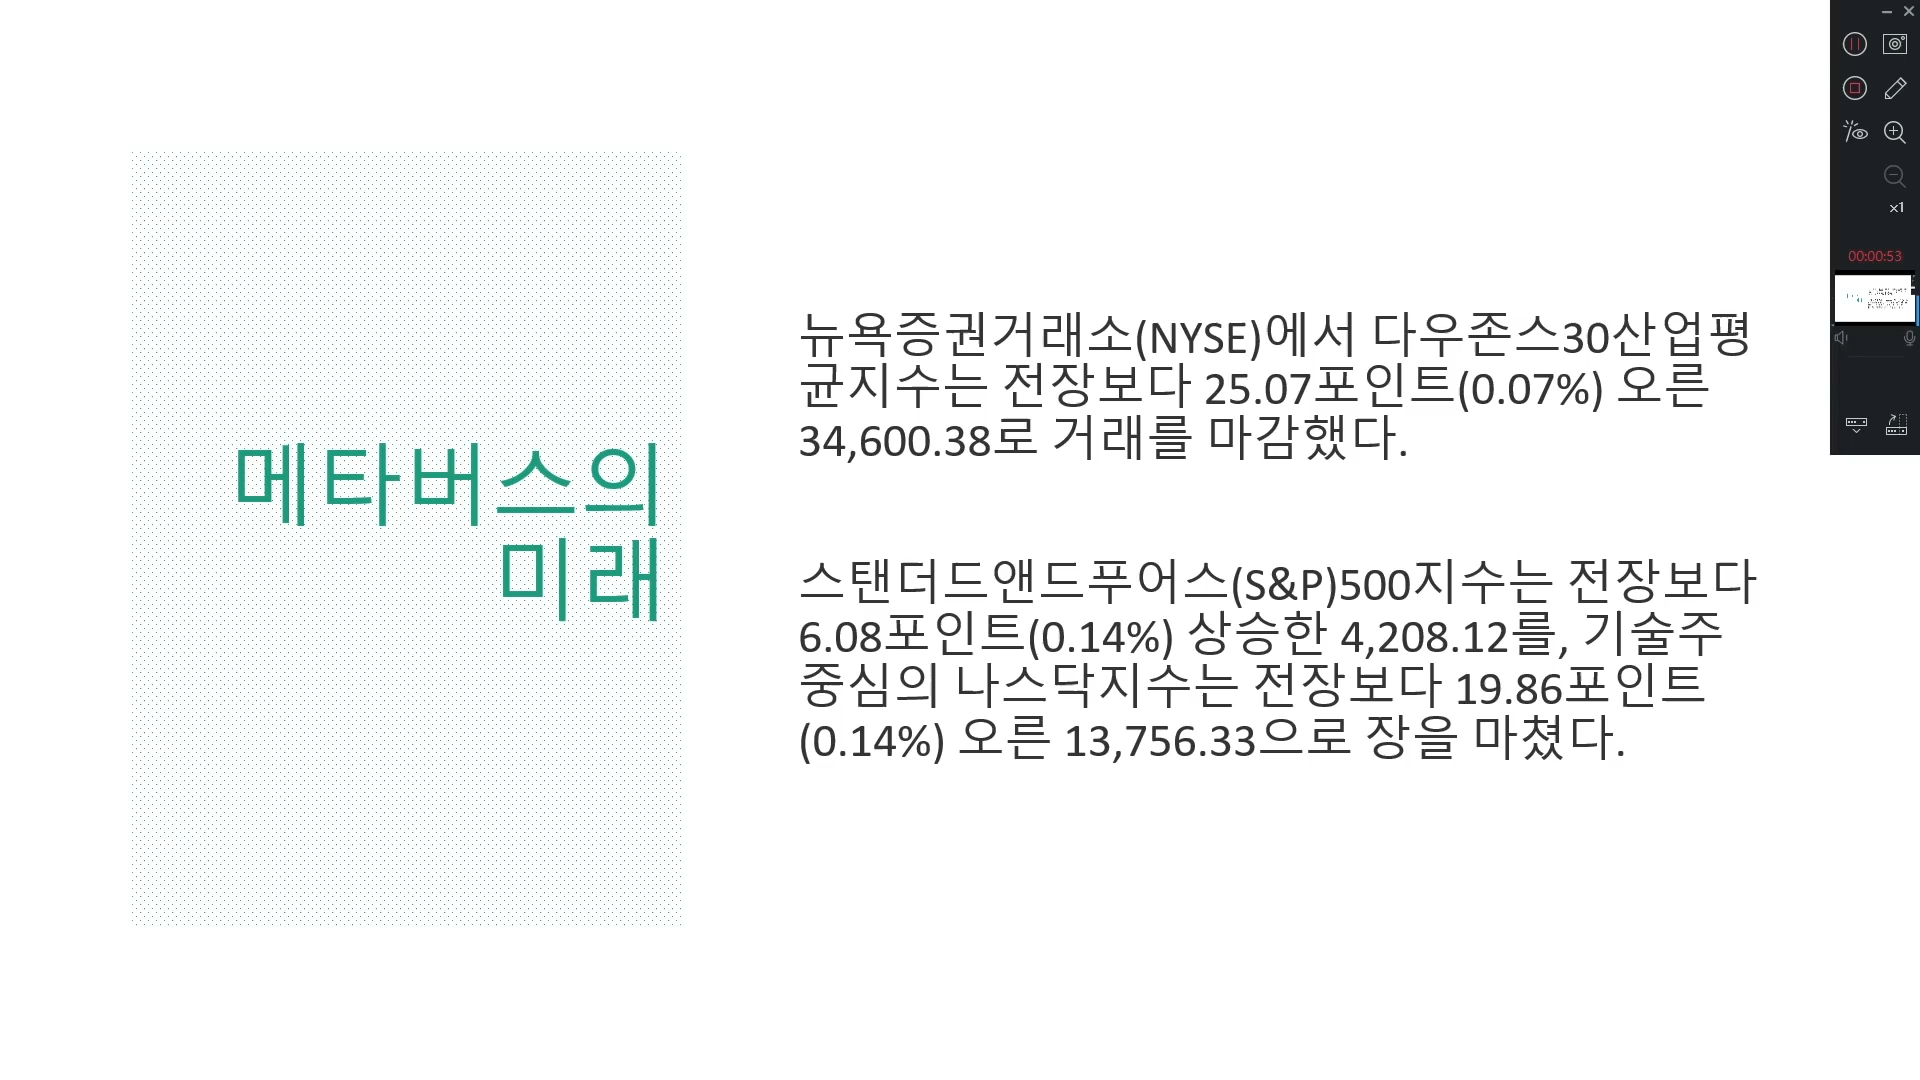 메타버스의
미래
뉴욕증권거래소(NYSE)에서 다우존스30산업평
균지수는 전장보다 25.07포인트(0.07%) 오른
34,600.38로 거래를 마감했다.
스탠더드앤드푸어스(S&P)500지수는 전장보다
6.08포인트(0.14%) 상승한 4,208.12를, 기술주
중심의 나스닥지수는 전장보다 19.86포인트
(0.14%) 오른 13,756.33으로 장을 마쳤다.
x1
00:00:53